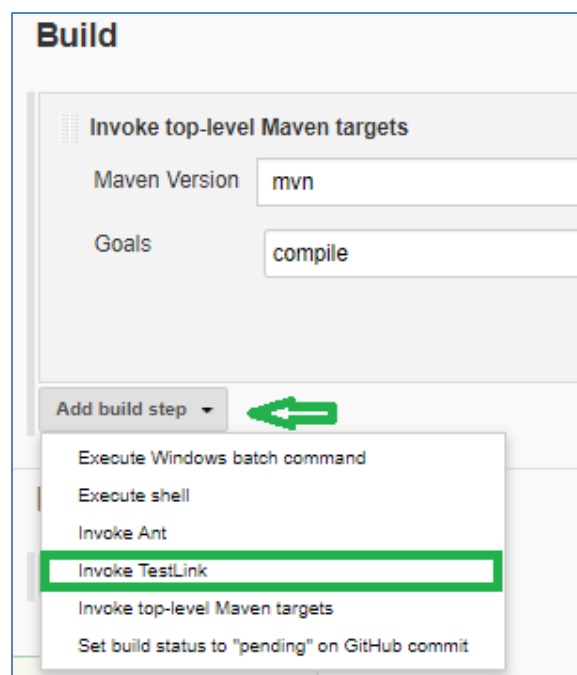 Build
Invoke top-level Maven targets
Maven Version mvn
Goals compile
Add build step
Execute Windows batch command
Execute shell
Invoke Ant
Invoke TestLink
Invoke top-level Maven targets
Set build status to "pending" on GitHub commit